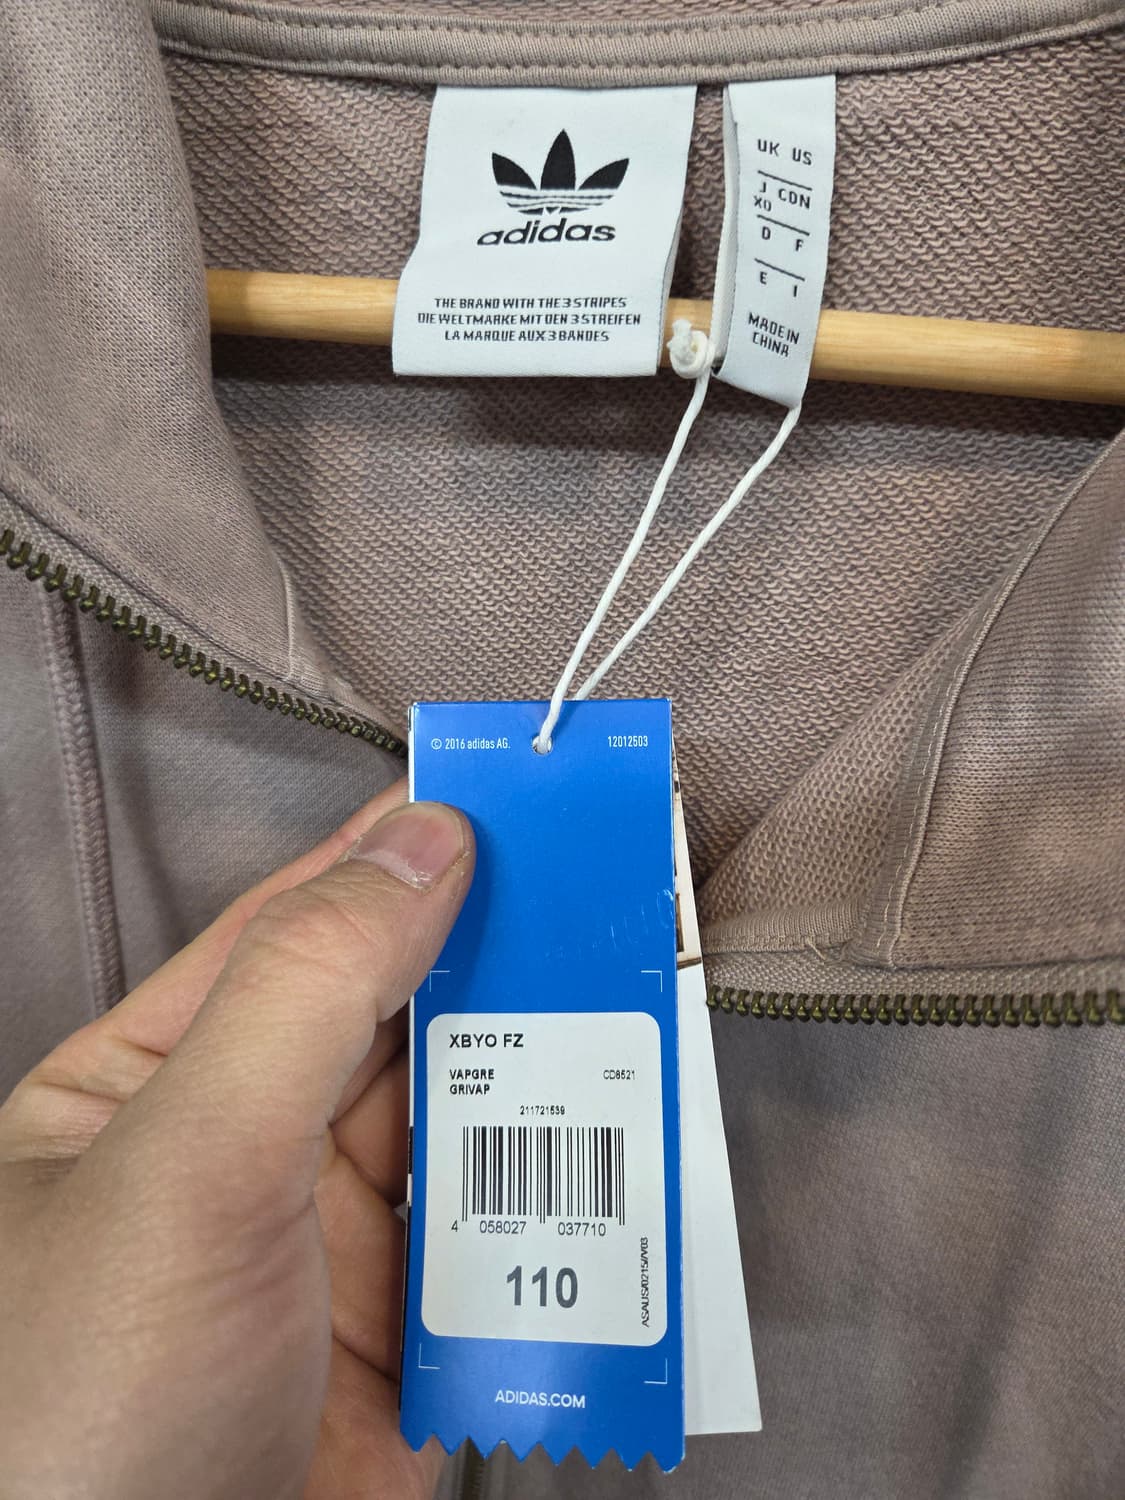 adidas
THE BRAND WITH THE 3 STRIPES
DIE WELTMARKE MIT DEN 3 STREIFEN
LA MARQUE AUX 3 BANDES
UK US
J
XO CDN
D F
E I
MADE IN
CHINA
© 2016 adidas AG. 12012503
XBYO FZ
VAPGRE CD8521
GRIVAP
211721539
4 058027 037710
110
ADIDAS.COM